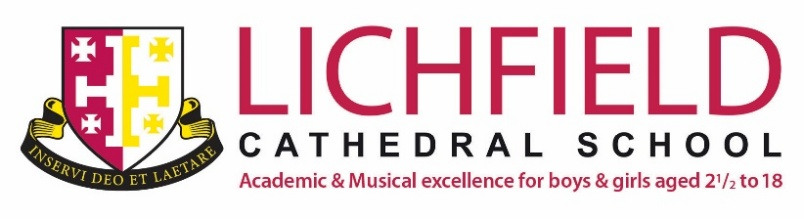 LICHFIELD
CATHEDRAL SCHOOL
Academic & Musical excellence for boys & girls aged 2½ to 18
INSERVI DEO ET LAETARE